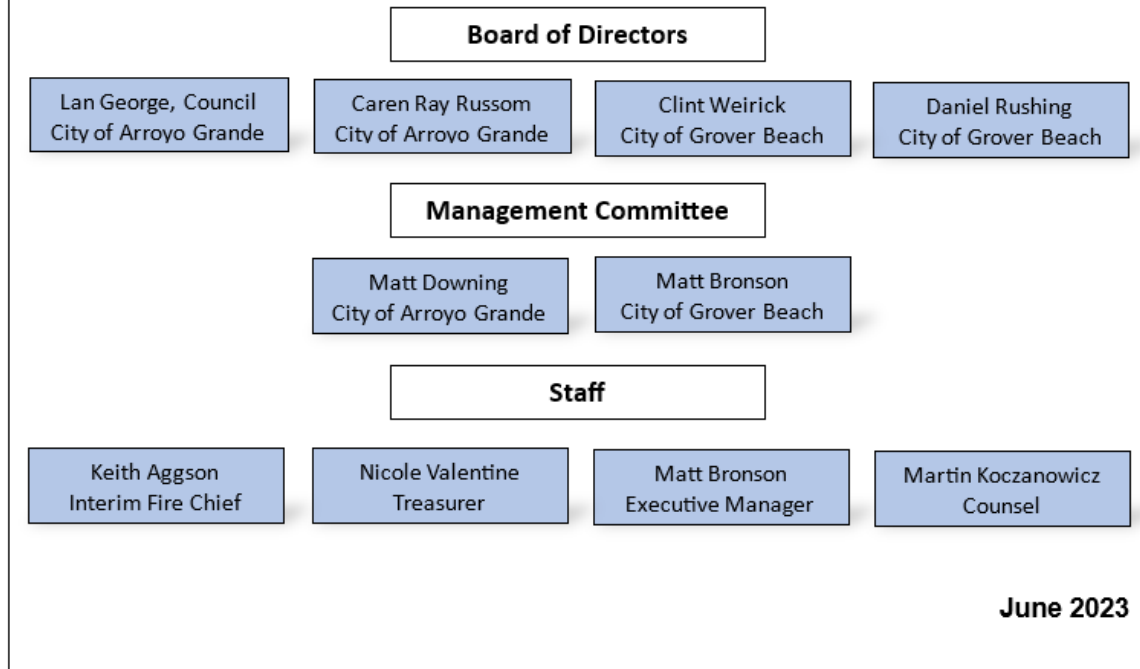 Board of Directors
Lan George, Council
City of Arroyo Grande
Caren Ray Russom
City of Arroyo Grande
Clint Weirick
City of Grover Beach
Daniel Rushing
City of Grover Beach
Management Committee
Matt Downing
City of Arroyo Grande
Matt Bronson
City of Grover Beach
Staff
Keith Aggson
Interim Fire Chief
Nicole Valentine
Treasurer
Matt Bronson
Executive Manager
Martin Koczanowicz
Counsel
June 2023